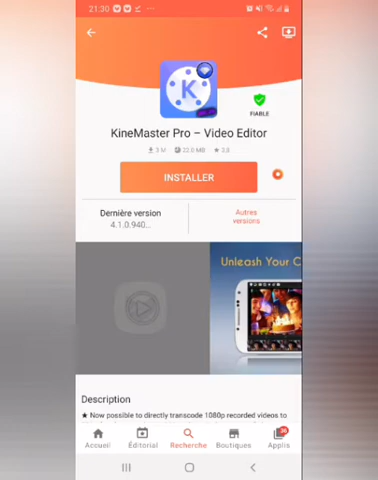 21:30
FIABLE
KineMaster Pro – Video Editor
3 M
22.0 MB
3,8
INSTALLER
Dernière version
4.1.0.940...
Autres
versions
Unleash Your C
Description
★ Now possible to directly transcode 1080p recorded videos to
Accueil
Éditorial
Recherche
Boutiques
Applis